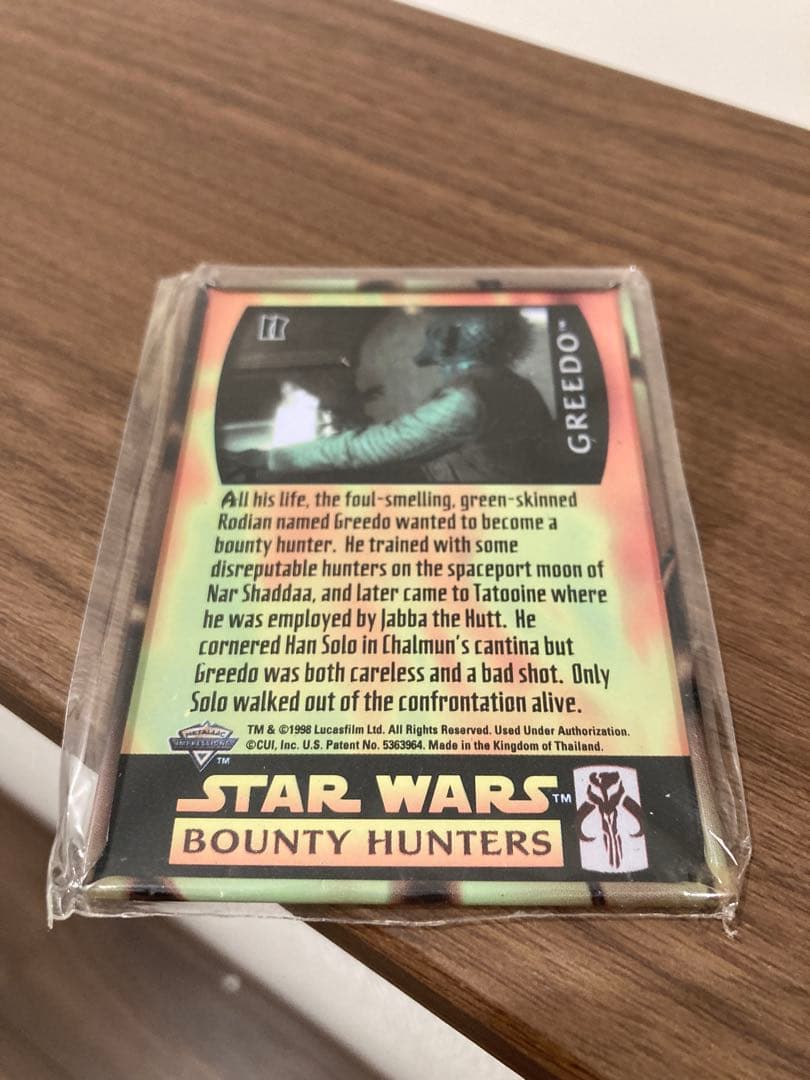 GREEDO™
All his life, the foul-smelling, green-skinned
Rodian named Greedo wanted to become a
bounty hunter. He trained with some
disreputable hunters on the spaceport moon of
Nar Shaddaa, and later came to Tatooine where
he was employed by Jabba the Hutt. He
cornered Han Solo in Chalmun's cantina but
Greedo was both careless and a bad shot. Only
Solo walked out of the confrontation alive.
METALLIC
IMPRESSIONS
TM
TM & ©1998 Lucasfilm Ltd. All Rights Reserved. Used Under Authorization.
©CUI, Inc. U.S. Patent No. 5363964. Made in the Kingdom of Thailand.
STAR WARS™
BOUNTY HUNTERS